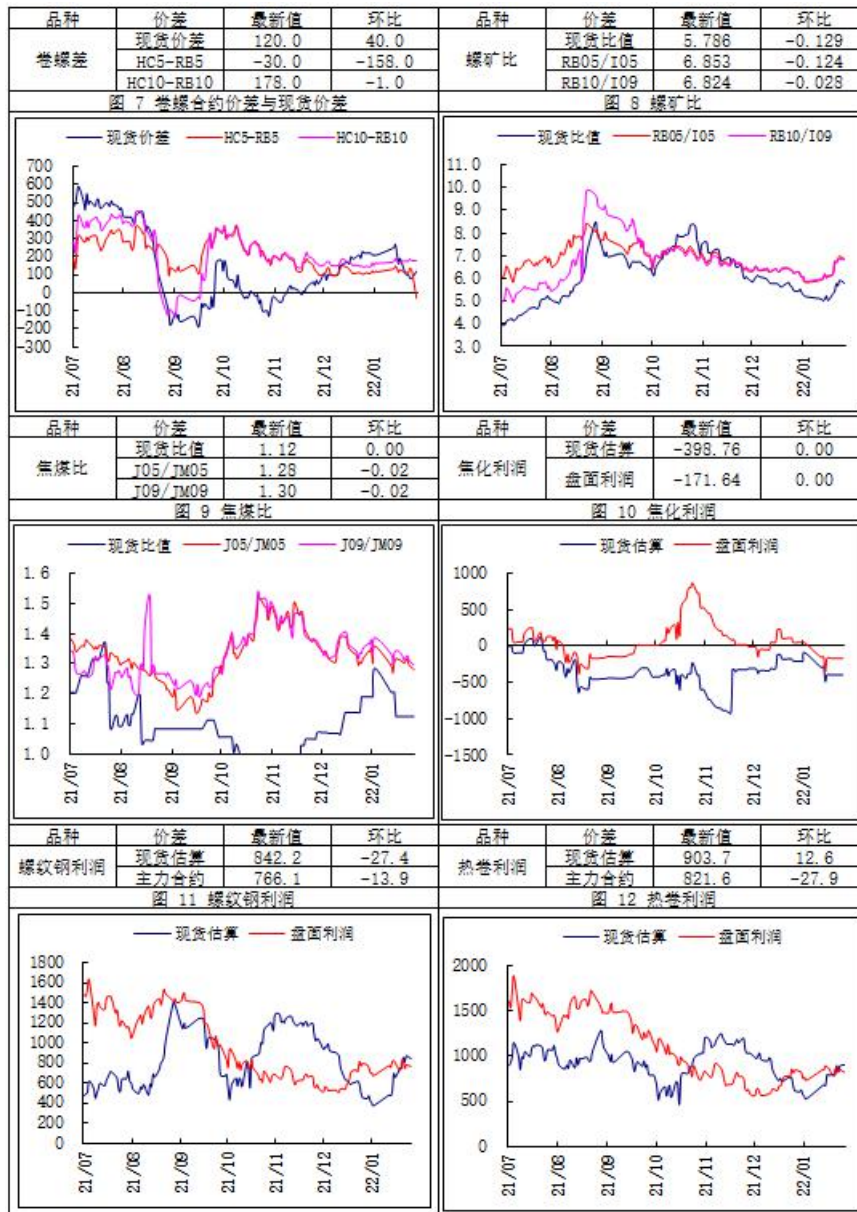 品种 价差 最新值 环比 品种 价差 最新值 环比
卷螺差 现货价差 120.0 40.0 螺矿比 现货比值 5.786 -0.129
HC5-RB5 -30.0 -158.0 RB05/I05 6.853 -0.124
HC10-RB10 178.0 -1.0 RB10/I09 6.824 -0.028
图 7 卷螺合约价差与现货价差 图 8 螺矿比
现货价差 HC5-RB5 HC10-RB10
700
600
500
400
300
200
100
0
-100
-200
-300
21/07 21/08 21/09 21/10 21/11 21/12 22/01
现货比值 RB05/I05 RB10/I09
11.0
10.0
9.0
8.0
7.0
6.0
5.0
4.0
3.0
21/07 21/08 21/09 21/10 21/11 21/12 22/01
品种 价差 最新值 环比 品种 价差 最新值 环比
焦煤比 现货比值 1.12 0.00 焦化利润 现货估算 -398.76 0.00
J05/JM05 1.28 -0.02 盘面利润 -171.64 0.00
J09/JM09 1.30 -0.02
图 9 焦煤比 图 10 焦化利润
现货比值 J05/JM05 J09/JM09
1.6
1.5
1.4
1.3
1.2
1.1
1.0
21/07 21/08 21/09 21/10 21/11 21/12 22/01
现货估算 盘面利润
1000
500
0
-500
-1000
-1500
21/07 21/08 21/09 21/10 21/11 21/12 22/01
品种 价差 最新值 环比 品种 价差 最新值 环比
螺纹钢利润 现货估算 842.2 -27.4 热卷利润 现货估算 903.7 12.6
主力合约 766.1 -13.9 主力合约 821.6 -27.9
图 11 螺纹钢利润 图 12 热卷利润
现货估算 盘面利润
1800
1600
1400
1200
1000
800
600
400
200
0
21/07 21/08 21/09 21/10 21/11 21/12 22/01
现货估算 盘面利润
2000
1500
1000
500
0
21/07 21/08 21/09 21/10 21/11 21/12 22/01